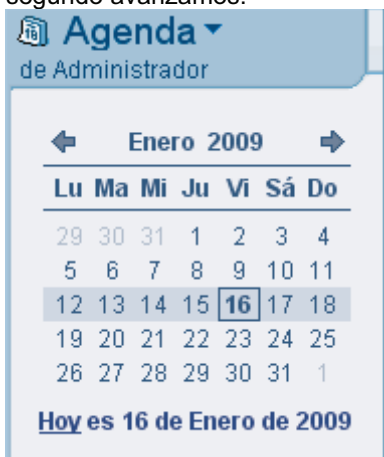 segundo avanzamos.
Agenda
de Administrador
Enero 2009
Lu Ma Mi Ju Vi Sá Do
29 30 31 1 2 3 4
5 6 7 8 9 10 11
12 13 14 15 16 17 18
19 20 21 22 23 24 25
26 27 28 29 30 31 1
Hoy es 16 de Enero de 2009